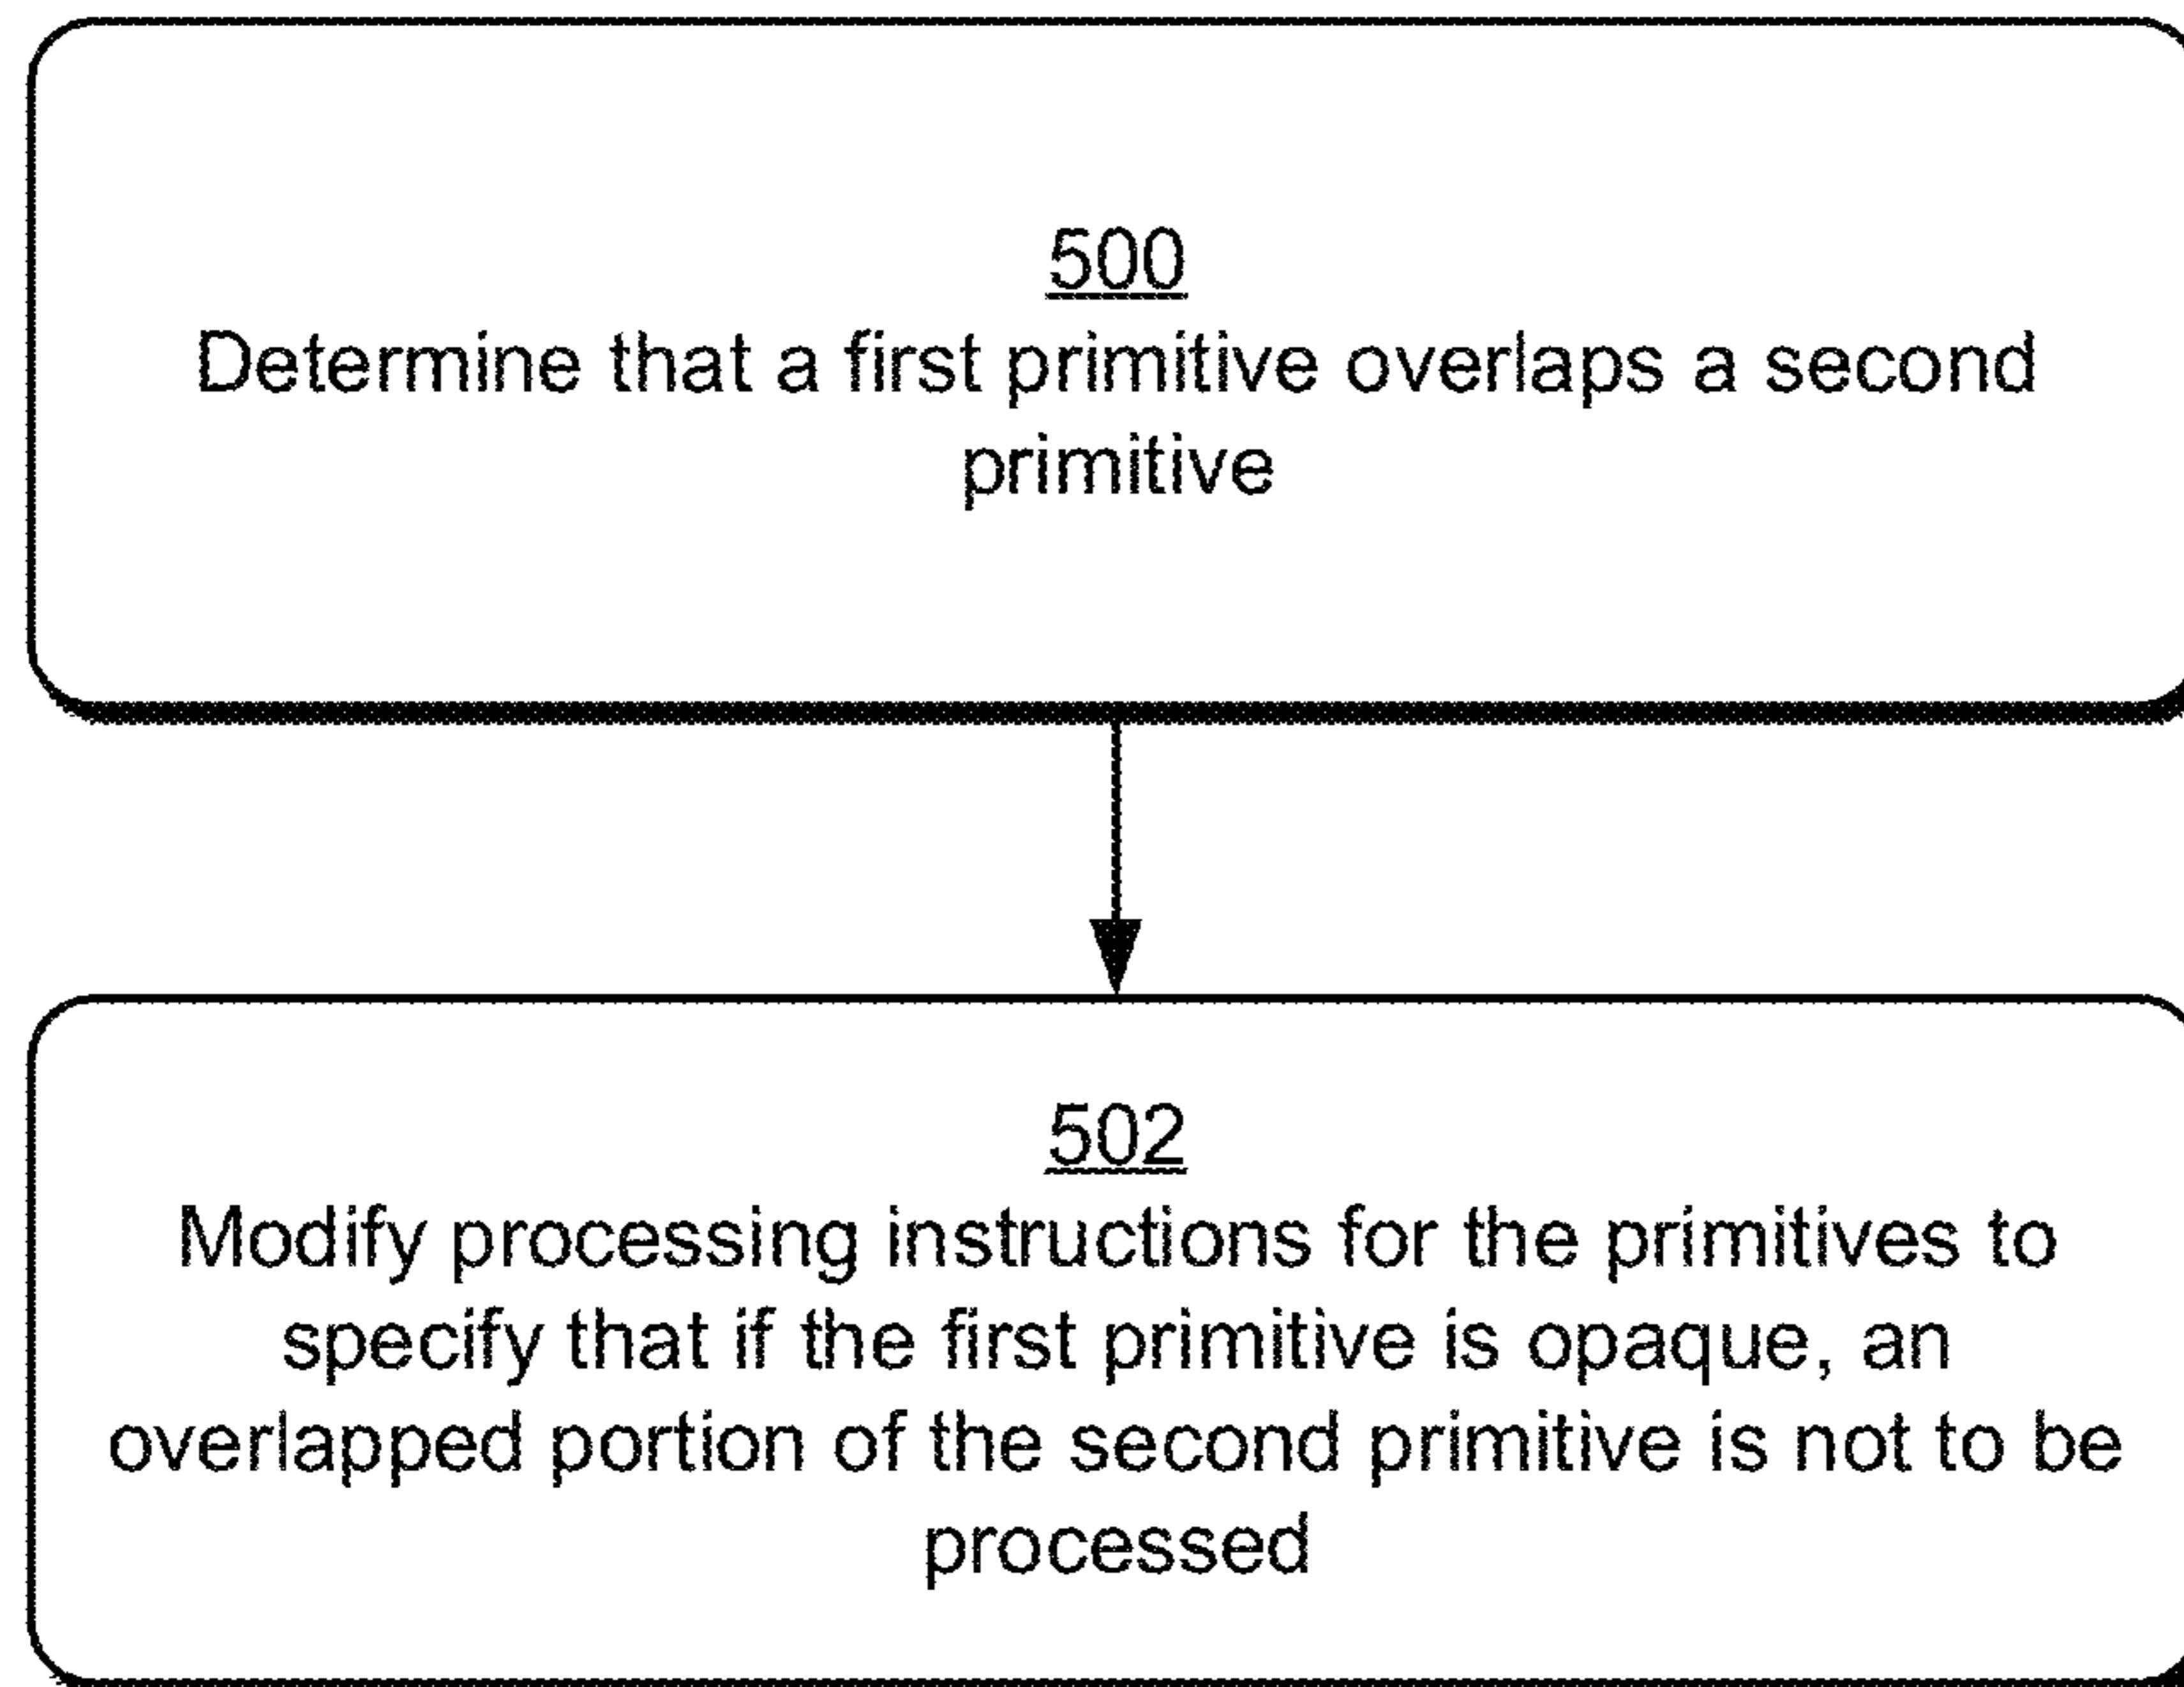 500
Determine that a first primitive overlaps a second
primitive
502
Modify processing instructions for the primitives to
specify that if the first primitive is opaque, an
overlapped portion of the second primitive is not to be
processed